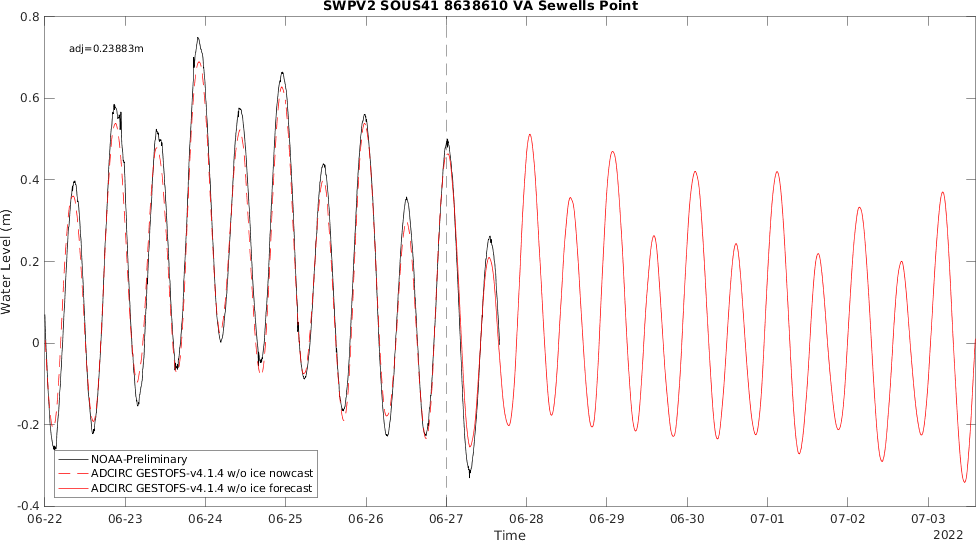 SWPV2 SOUS41 8638610 VA Sewells Point
adj=0.23883m
0.8
0.6
0.4
0.2
0
-0.2
-0.4
Water Level (m)
NOAA-Preliminary
ADCIRC GESTOFS-v4.1.4 w/o ice nowcast
ADCIRC GESTOFS-v4.1.4 w/o ice forecast
06-22 06-23 06-24 06-25 06-26 06-27 06-28 06-29 06-30 07-01 07-02 07-03
Time
2022